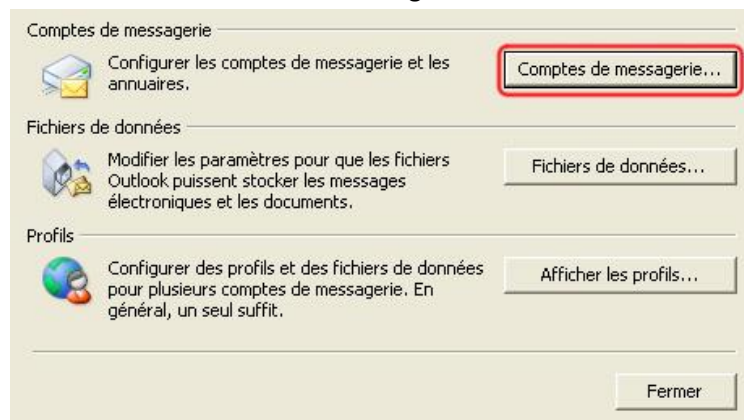 Comptes de messagerie
Configurer les comptes de messagerie et les
annuaires.
Comptes de messagerie...
Fichiers de données
Modifier les paramètres pour que les fichiers
Outlook puissent stocker les messages
électroniques et les documents.
Fichiers de données...
Profils
Configurer des profils et des fichiers de données
pour plusieurs comptes de messagerie. En
général, un seul suffit.
Afficher les profils...
Fermer